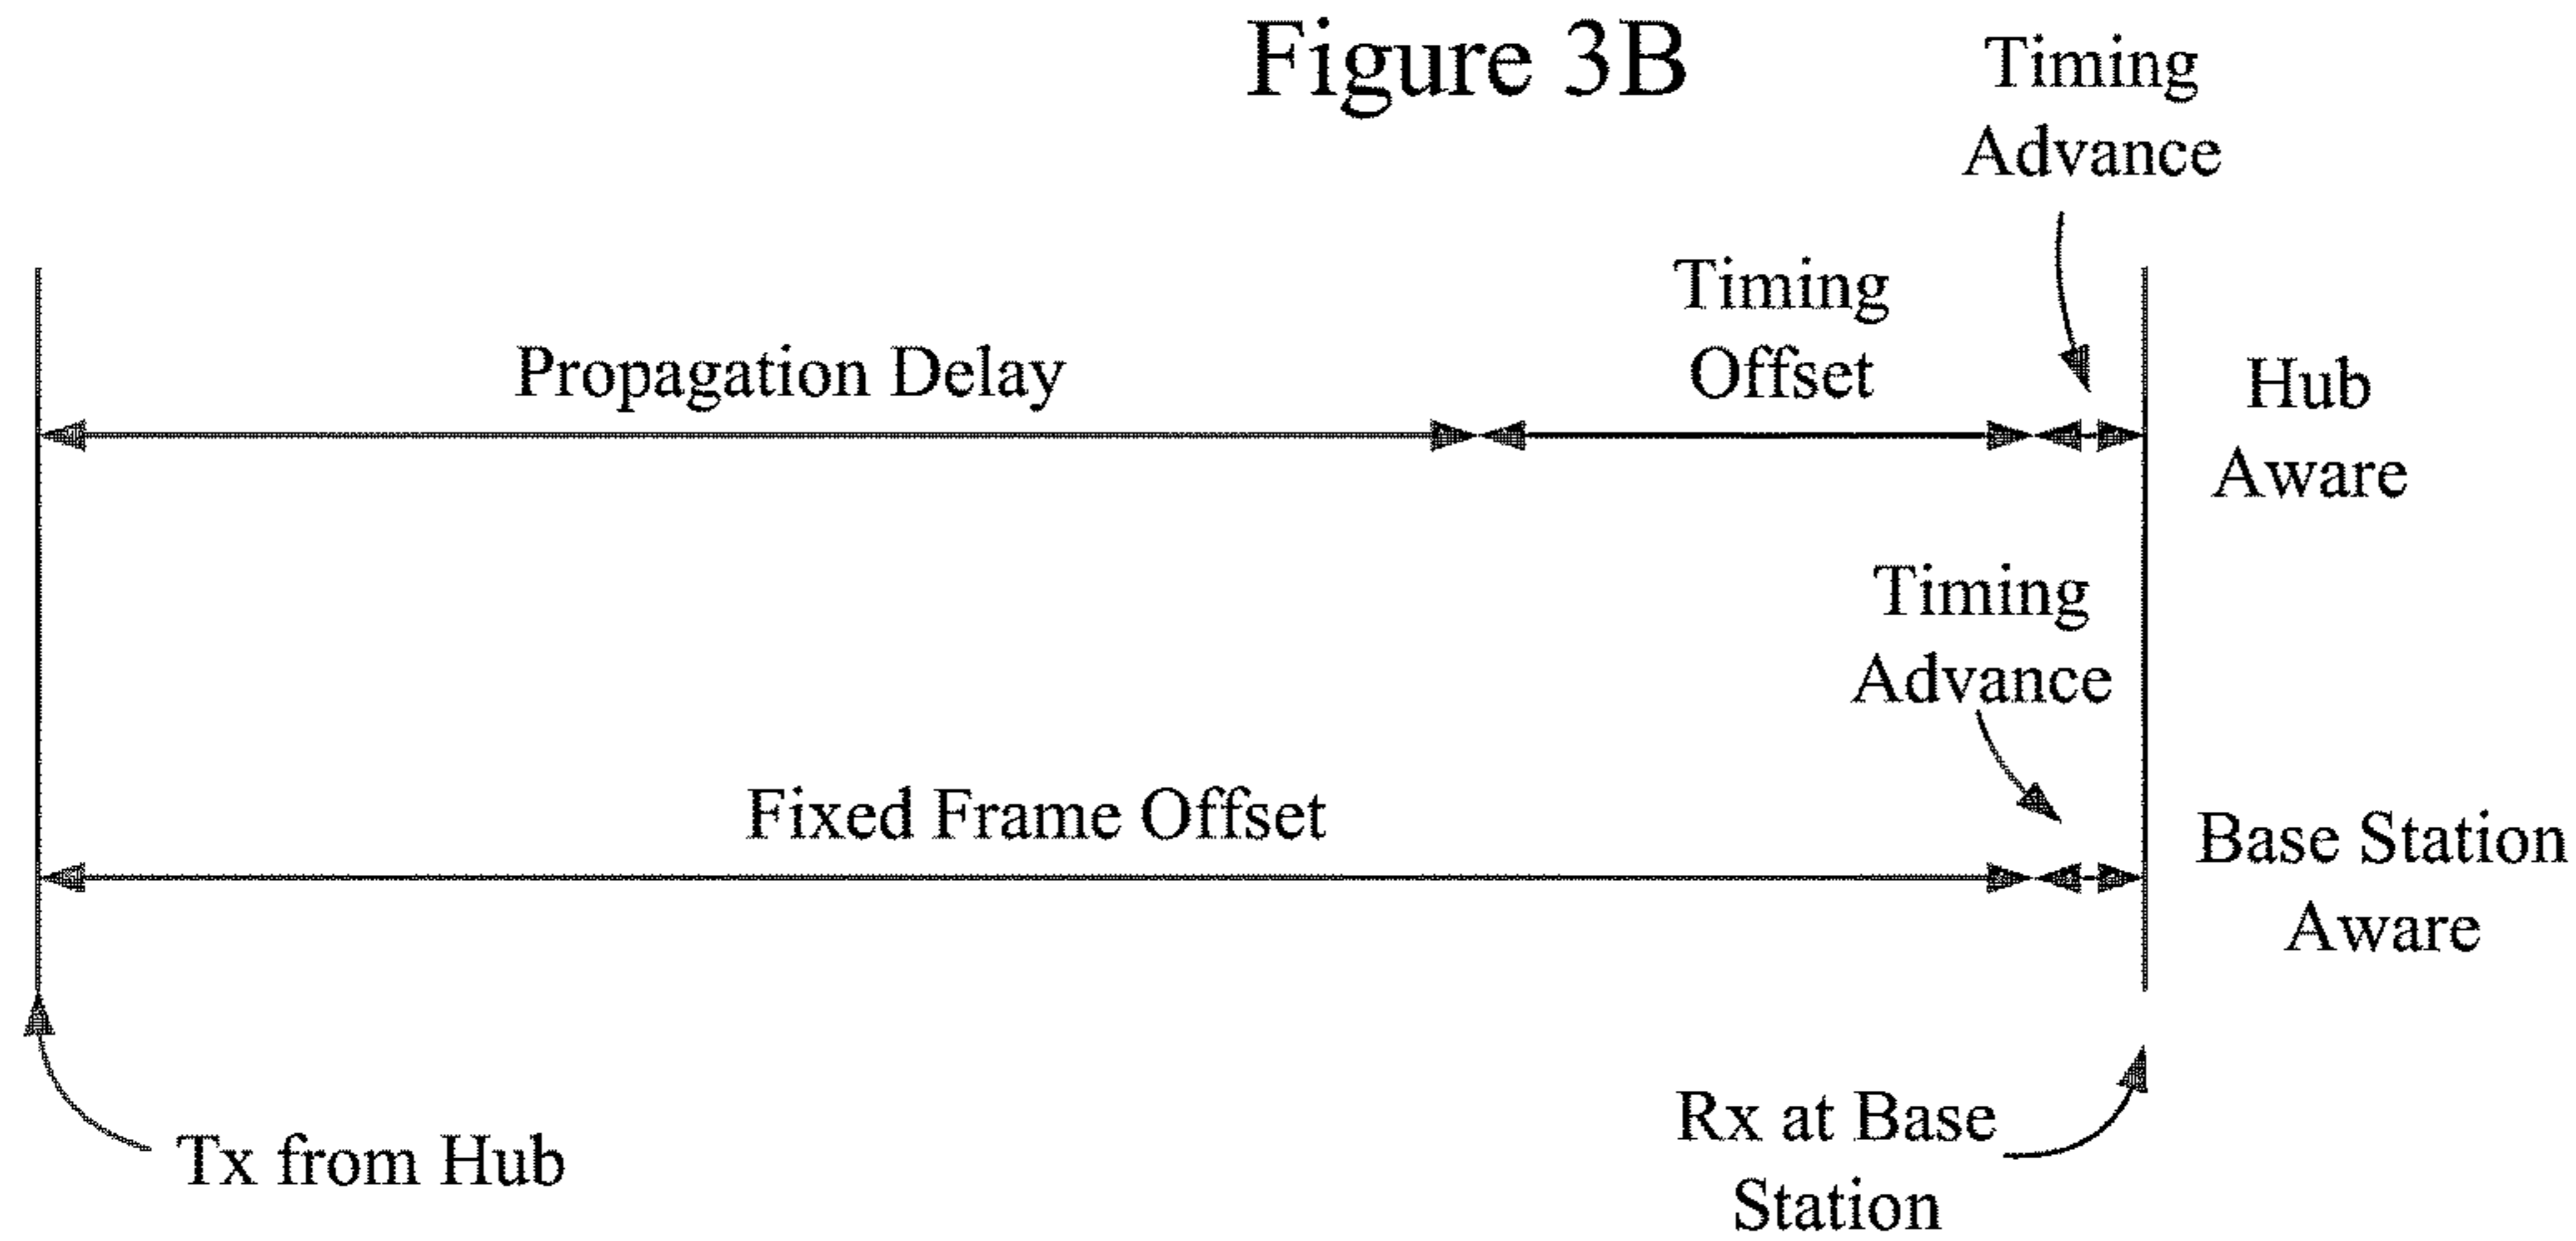 Figure 3B
Timing
Advance
Timing
Offset
Propagation Delay
Hub
Aware
Timing
Advance
Fixed Frame Offset
Base Station
Aware
Tx from Hub
Rx at Base
Station